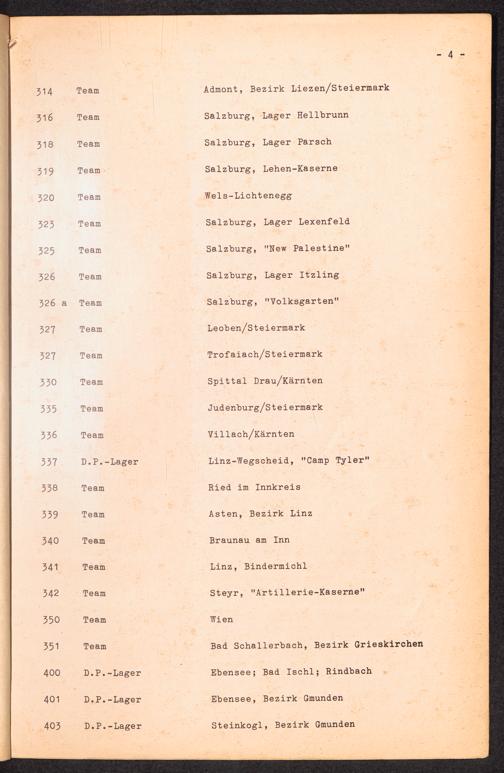 - 4 -
314 Team Admont, Bezirk Liezen/Steiermark
316 Team Salzburg, Lager Hellbrunn
318 Team Salzburg, Lager Parsch
319 Team Salzburg, Lehen-Kaserne
320 Team Wels-Lichtenegg
323 Team Salzburg, Lager Lexenfeld
325 Team Salzburg, "New Palestine"
326 Team Salzburg, Lager Itzling
326 a Team Salzburg, "Volksgarten"
327 Team Leoben/Steiermark
327 Team Trofaiach/Steiermark
330 Team Spittal Drau/Kärnten
335 Team Judenburg/Steiermark
336 Team Villach/Kärnten
337 D.P.-Lager Linz-Wegscheid, "Camp Tyler"
338 Team Ried im Innkreis
339 Team Asten, Bezirk Linz
340 Team Braunau am Inn
341 Team Linz, Bindermichl
342 Team Steyr, "Artillerie-Kaserne"
350 Team Wien
351 Team Bad Schallerbach, Bezirk Grieskirchen
400 D.P.-Lager Ebensee; Bad Ischl; Rindbach
401 D.P.-Lager Ebensee, Bezirk Gmunden
403 D.P.-Lager Steinkogl, Bezirk Gmunden